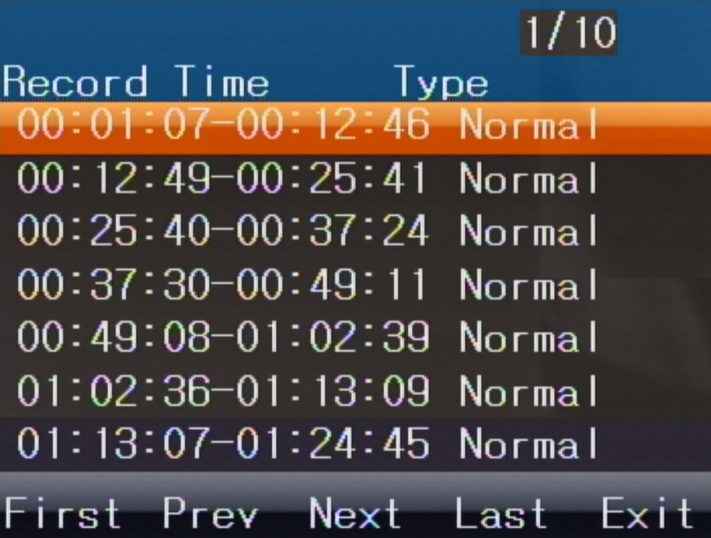 1/10
Record Time Type
00:01:07-00:12:46 Normal
00:12:49-00:25:41 Normal
00:25:40-00:37:24 Normal
00:37:30-00:49:11 Normal
00:49:08-01:02:39 Normal
01:02:36-01:13:09 Normal
01:13:07-01:24:45 Normal
First Prev Next Last Exit